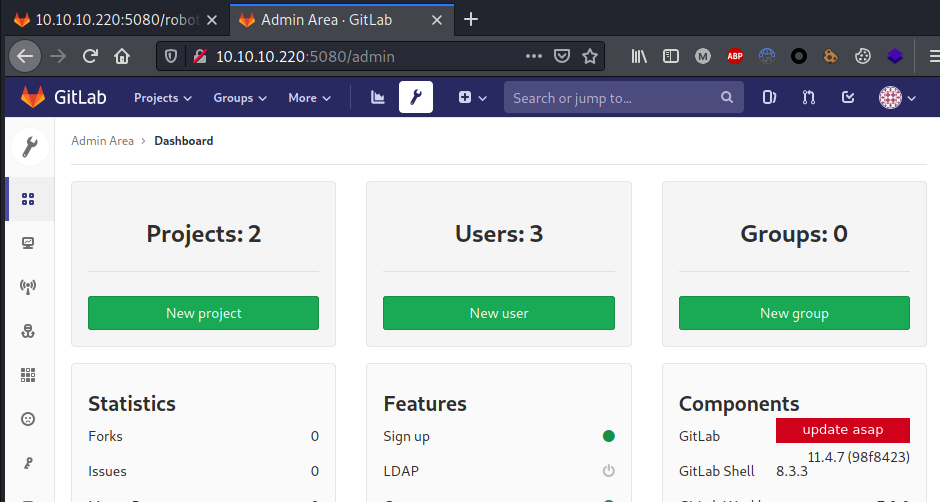 10.10.10.220:5080/robot
Admin Area · GitLab
10.10.10.220:5080/admin
ABP
GitLab
Projects
Groups
More
Search or jump to...
Admin Area > Dashboard
Projects: 2
Users: 3
Groups: 0
New project
New user
New group
Statistics
Features
Components
Forks 0
Sign up
GitLab
update asap
11.4.7 (98f8423)
Issues 0
LDAP
GitLab Shell 8.3.3